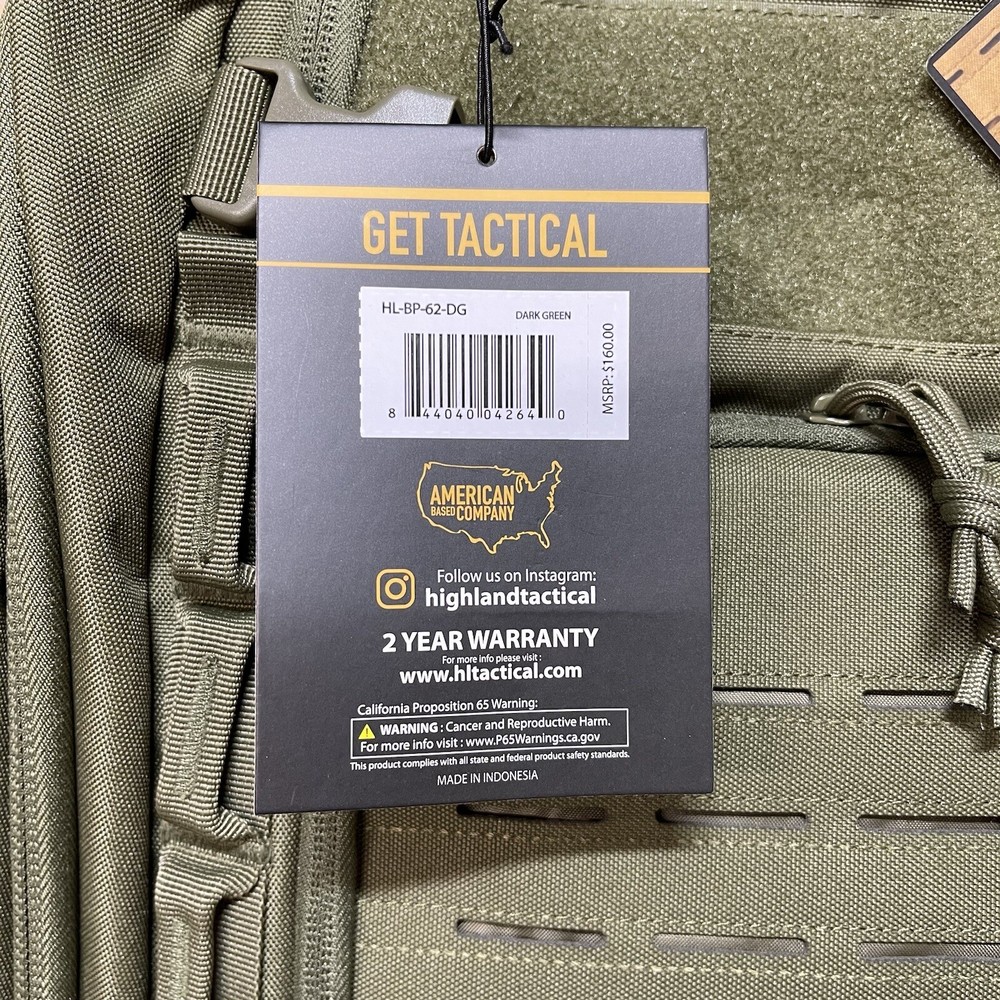 GET TACTICAL
HL-BP-62-DG
DARK GREEN
MSRP: $160.00
8 44040 04264 0
AMERICAN
BASED COMPANY
Follow us on Instagram:
highlandtactical
2 YEAR WARRANTY
For more info please visit :
www.hltactical.com
California Proposition 65 Warning:
WARNING : Cancer and Reproductive Harm.
For more info visit : www.P65Warnings.ca.gov
This product complies with all state and federal product safety standards.
MADE IN INDONESIA